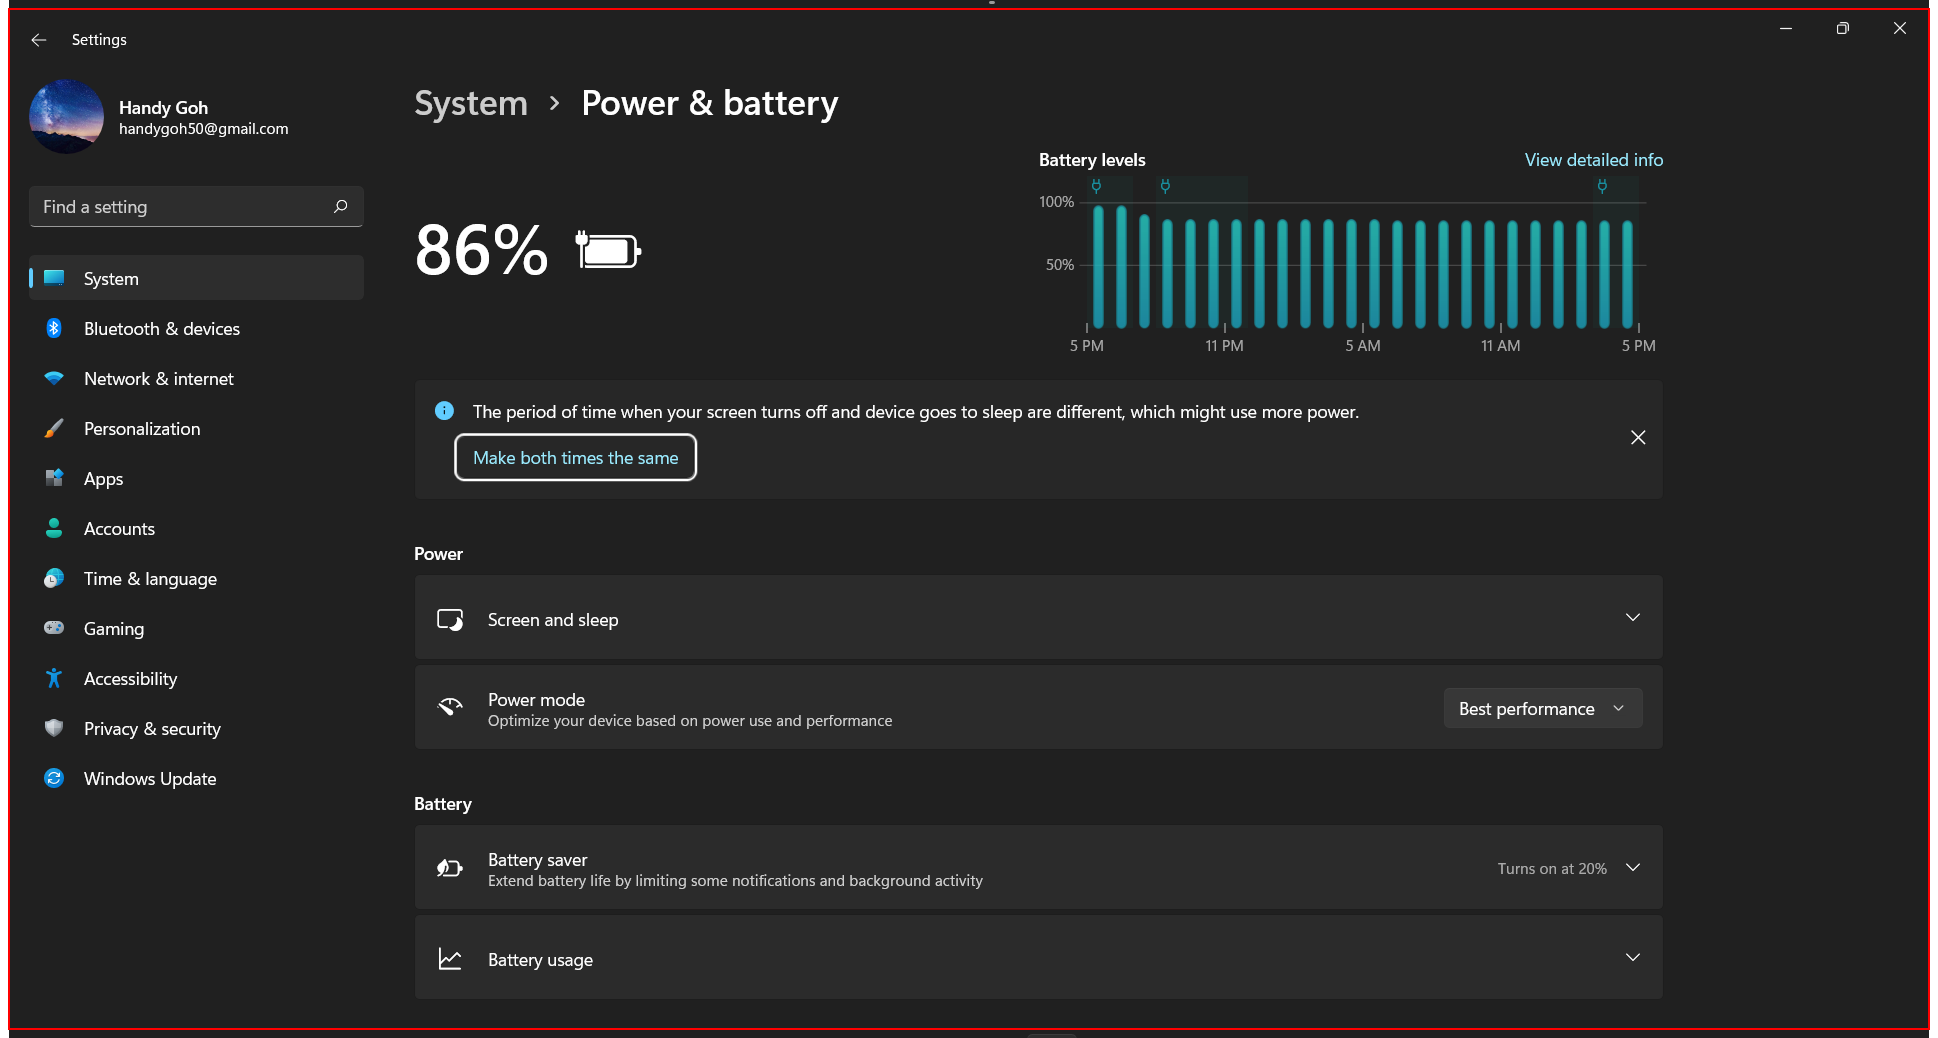 Settings
Handy Goh
handygoh50@gmail.com
Find a setting
System
Bluetooth & devices
Network & internet
Personalization
Apps
Accounts
Time & language
Gaming
Accessibility
Privacy & security
Windows Update
System > Power & battery
86%
Battery levels
View detailed info
100%
50%
5 PM 11 PM 5 AM 11 AM 5 PM
The period of time when your screen turns off and device goes to sleep are different, which might use more power.
Make both times the same
Power
Screen and sleep
Power mode
Optimize your device based on power use and performance
Best performance
Battery
Battery saver
Extend battery life by limiting some notifications and background activity
Turns on at 20%
Battery usage